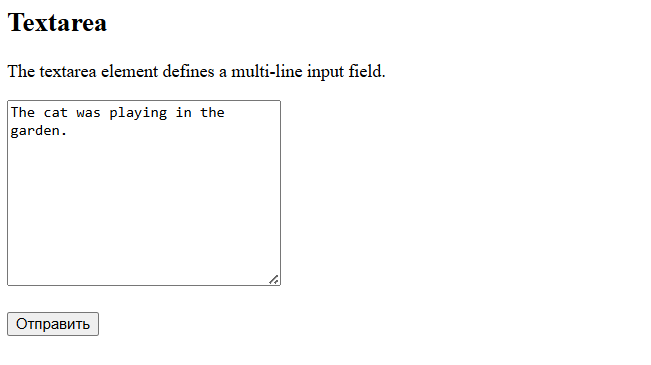 Textarea
The textarea element defines a multi-line input field.
The cat was playing in the
garden.
Отправить